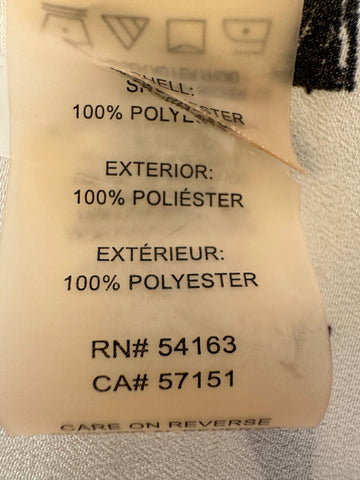 SHELL:
100% POLYESTER
EXTERIOR:
100% POLIÉSTER
EXTÉRIEUR:
100% POLYESTER
RN# 54163
CA# 57151
CARE ON REVERSE